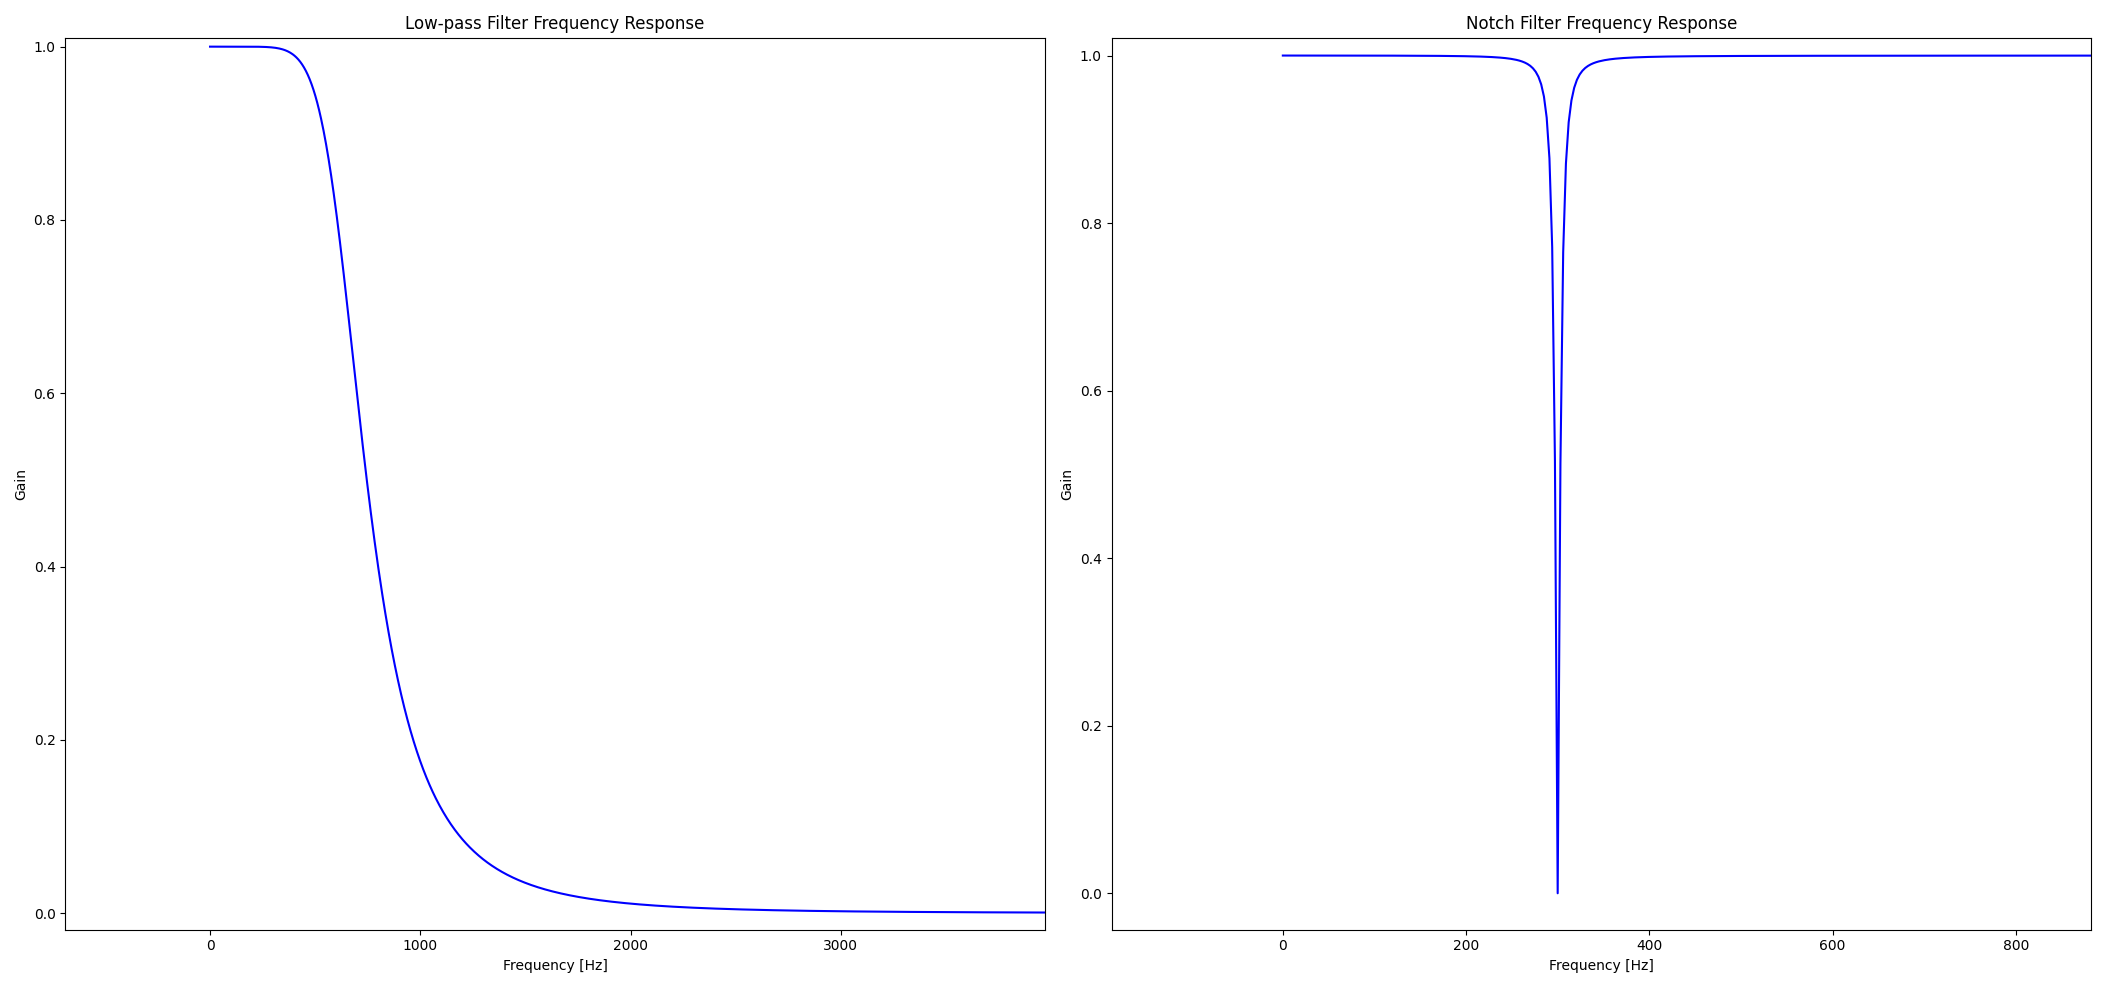 Low-pass Filter Frequency Response
1.0
0.8
0.6
0.4
0.2
0.0
Gain
0 1000 2000 3000
Frequency [Hz]
Notch Filter Frequency Response
1.0
0.8
0.6
0.4
0.2
0.0
Gain
0 200 400 600 800
Frequency [Hz]